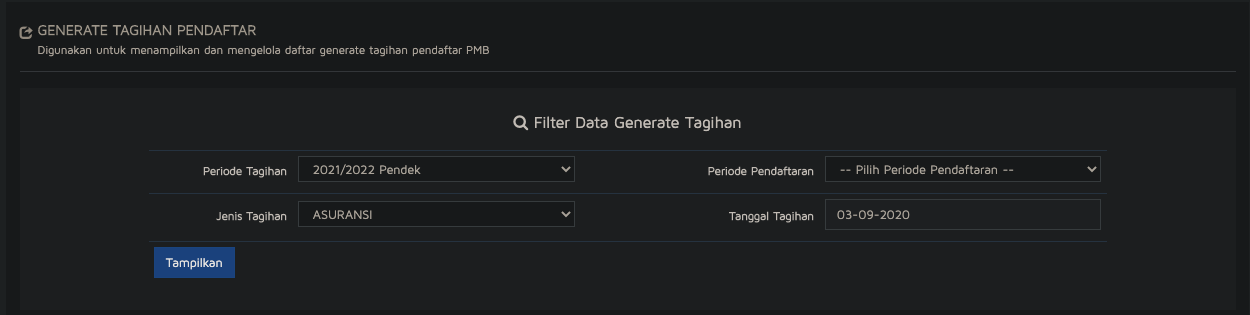 GENERATE TAGIHAN PENDAFTAR
Digunakan untuk menampilkan dan mengelola daftar generate tagihan pendaftar PMB
Filter Data Generate Tagihan
Periode Tagihan 2021/2022 Pendek Periode Pendaftaran -- Pilih Periode Pendaftaran --
Jenis Tagihan ASURANSI Tanggal Tagihan 03-09-2020
Tampilkan